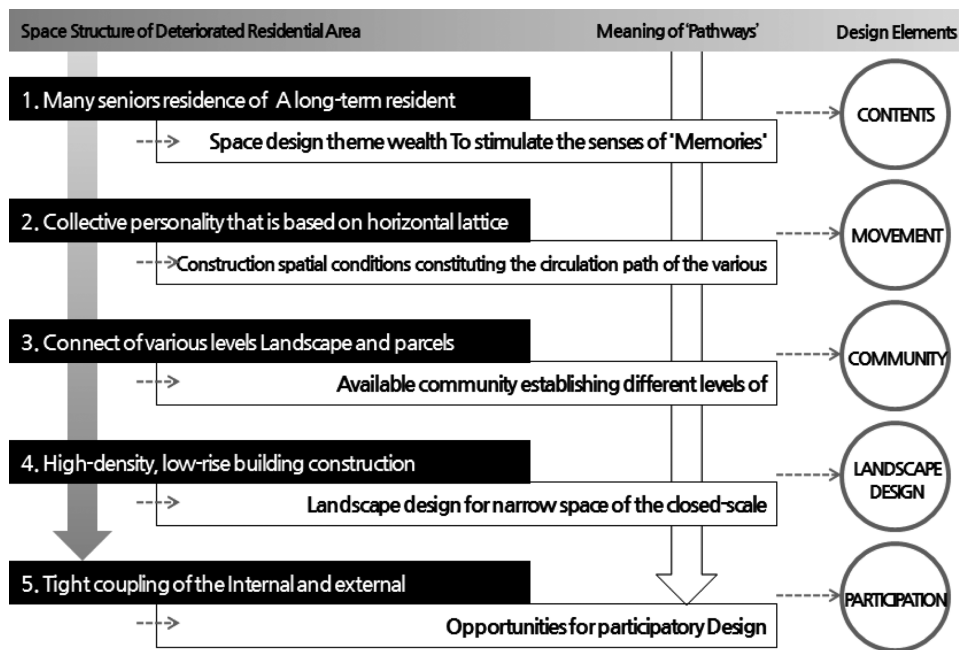 Space Structure of Deteriorated Residential Area
Meaning of 'Pathways'
Design Elements
1. Many seniors residence of A long-term resident
Space design theme wealth To stimulate the senses of 'Memories'
CONTENTS
2. Collective personality that is based on horizontal lattice
Construction spatial conditions constituting the circulation path of the various
MOVEMENT
3. Connect of various levels Landscape and parcels
Available community establishing different levels of
COMMUNITY
4. High-density, low-rise building construction
Landscape design for narrow space of the closed-scale
LANDSCAPE
DESIGN
5. Tight coupling of the Internal and external
Opportunities for participatory Design
PARTICIPATION